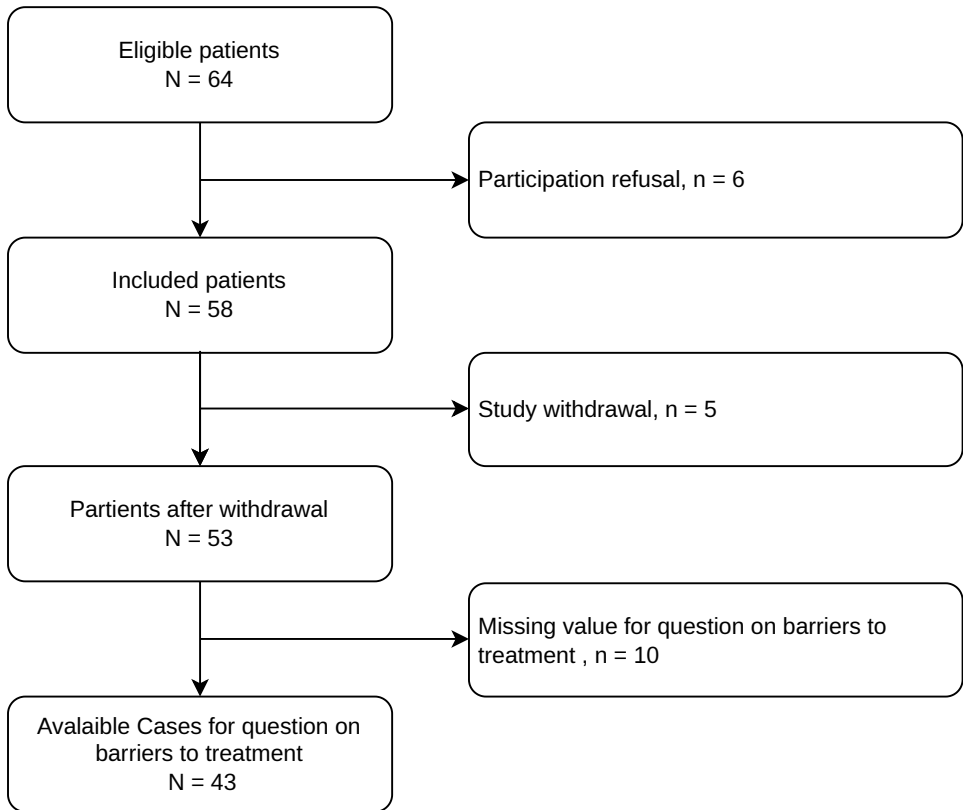 Eligible patients
N = 64
Participation refusal, n = 6
Included patients
N = 58
Study withdrawal, n = 5
Partients after withdrawal
N = 53
Missing value for question on barriers to
treatment , n = 10
Avalaible Cases for question on
barriers to treatment
N = 43